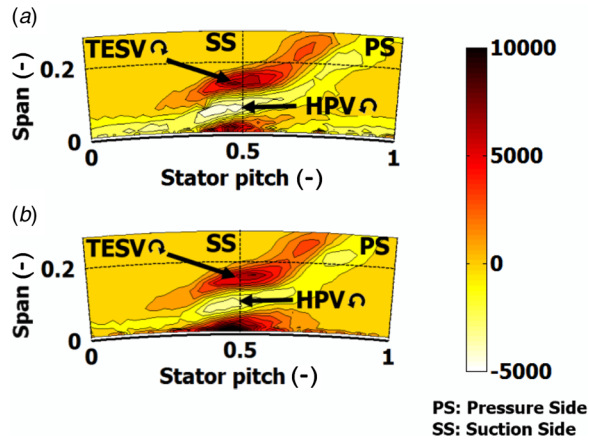 (a)
TESV
SS
PS
0.2
HPV
Span (-)
0
0
0.5
1
Stator pitch (-)
(b)
TESV
SS
PS
0.2
HPV
Span (-)
0
0
0.5
1
Stator pitch (-)
10000
5000
0
-5000
PS: Pressure Side
SS: Suction Side